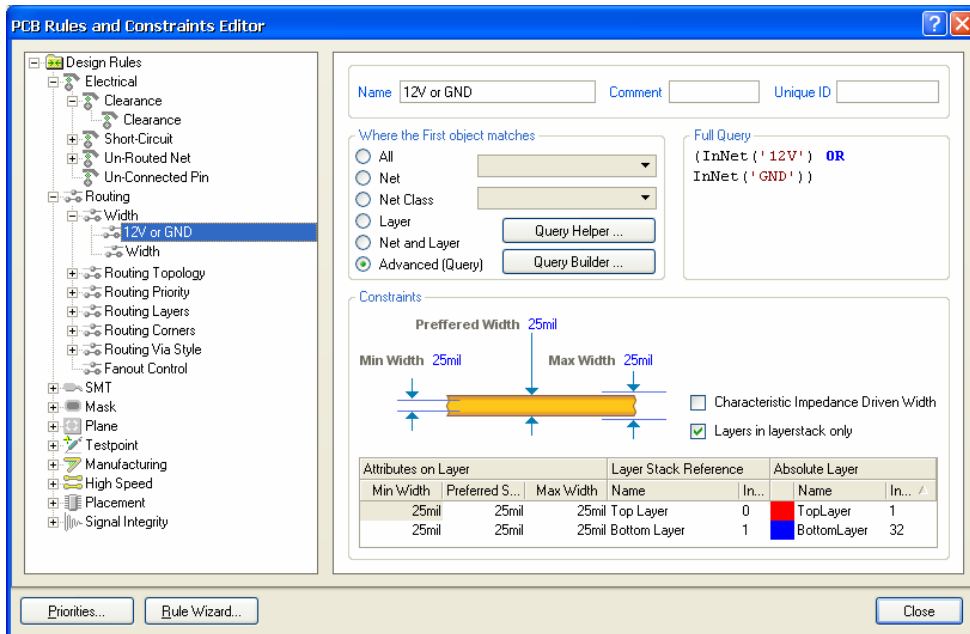 PCB Rules and Constraints Editor
Design Rules
Electrical
Clearance
Clearance
Short-Circuit
Un-Routed Net
Un-Connected Pin
Routing
Width
12V or GND
Width
Routing Topology
Routing Priority
Routing Layers
Routing Corners
Routing Via Style
Fanout Control
SMT
Mask
Plane
Testpoint
Manufacturing
High Speed
Placement
Signal Integrity
Name 12V or GND Comment Unique ID
Where the First object matches
All
Net
Net Class
Layer
Net and Layer
Advanced (Query)
Query Helper ...
Query Builder ...
Full Query
(InNet('12V') OR
InNet('GND'))
Constraints
Preffered Width 25mil
Min Width 25mil Max Width 25mil
Characteristic Impedance Driven Width
Layers in layerstack only
Attributes on Layer Layer Stack Reference Absolute Layer
Min Width Preferred S... Max Width Name In... Name In...
25mil 25mil 25mil Top Layer 0 TopLayer 1
25mil 25mil 25mil Bottom Layer 1 BottomLayer 32
Priorities... Rule Wizard... Close